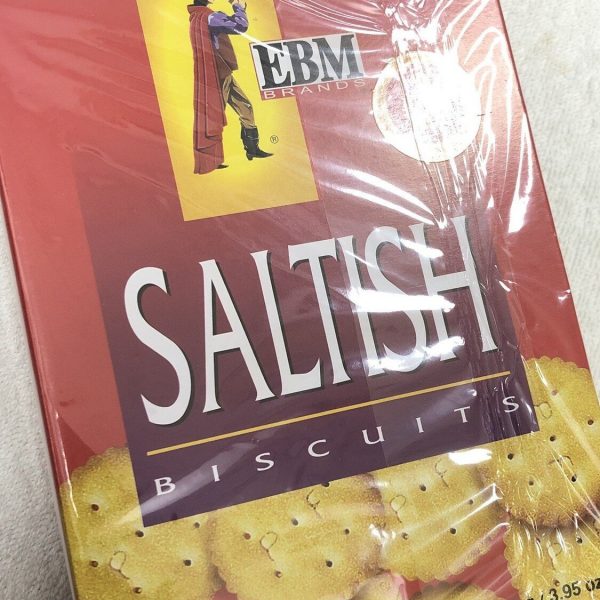 EBM
BRANDS
®
SALTISH
BISCUITS
/ 3.95 oz